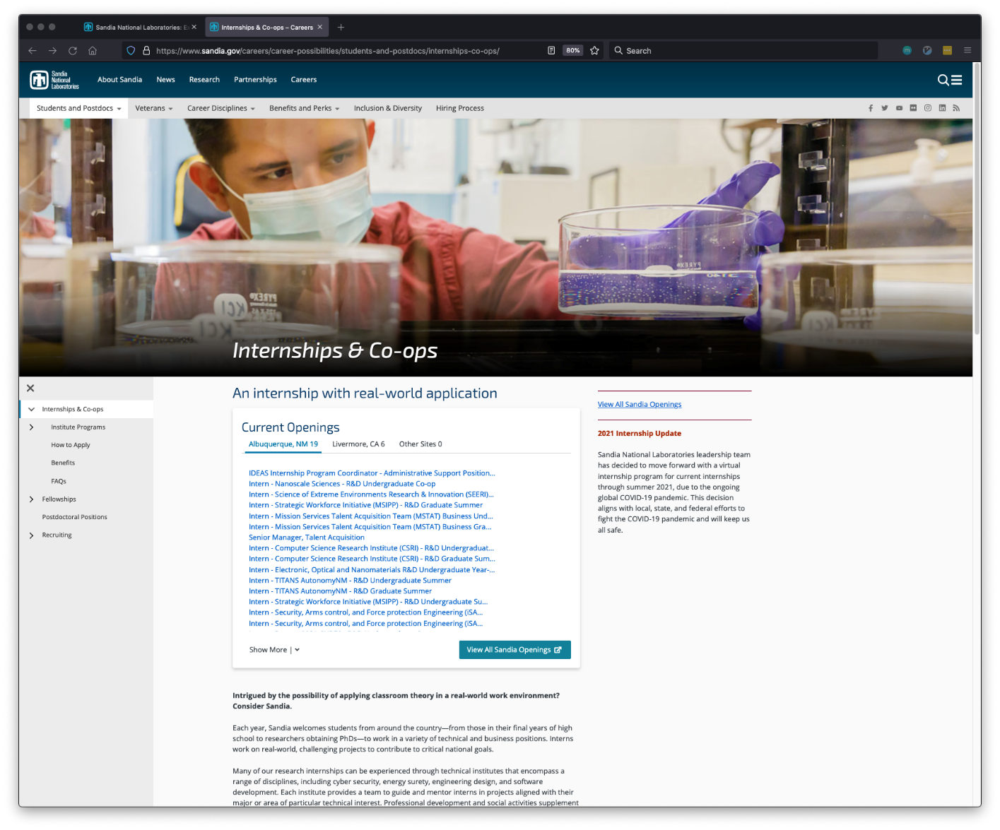 Sandia National Laboratories: E
Internships & Co-ops – Careers
https://www.sandia.gov/careers/career-possibilities/students-and-postdocs/internships-co-ops/
80%
Search
Sandia
National
Laboratories
About Sandia
News
Research
Partnerships
Careers
Students and Postdocs
Veterans
Career Disciplines
Benefits and Perks
Inclusion & Diversity
Hiring Process
PYREX
KCI
PYREX
KCI
Internships & Co-ops
Internships & Co-ops
Institute Programs
How to Apply
Benefits
FAQs
Fellowships
Postdoctoral Positions
Recruiting
An internship with real-world application
Current Openings
Albuquerque, NM 19
Livermore, CA 6
Other Sites 0
IDEAS Internship Program Coordinator - Administrative Support Position...
Intern - Nanoscale Sciences - R&D Undergraduate Co-op
Intern - Science of Extreme Environments Research & Innovation (SEERI)...
Intern - Strategic Workforce Initiative (MSIPP) - R&D Graduate Summer
Intern - Mission Services Talent Acquisition Team (MSTAT) Business Und...
Intern - Mission Services Talent Acquisition Team (MSTAT) Business Gra...
Senior Manager, Talent Acquisition
Intern - Computer Science Research Institute (CSRI) - R&D Undergraduat...
Intern - Computer Science Research Institute (CSRI) - R&D Graduate Sum...
Intern - Electronic, Optical and Nanomaterials R&D Undergraduate Year-...
Intern - TITANS AutonomyNM - R&D Undergraduate Summer
Intern - TITANS AutonomyNM - R&D Graduate Summer
Intern - Strategic Workforce Initiative (MSIPP) - R&D Undergraduate Su...
Intern - Security, Arms control, and Force protection Engineering (iSA...
Intern - Security, Arms control, and Force protection Engineering (iSA...
Show More |
View All Sandia Openings
Intrigued by the possibility of applying classroom theory in a real-world work environment?
Consider Sandia.
Each year, Sandia welcomes students from around the country—from those in their final years of high
school to researchers obtaining PhDs—to work in a variety of technical and business positions. Interns
work on real-world, challenging projects to contribute to critical national goals.
Many of our research internships can be experienced through technical institutes that encompass a
range of disciplines, including cyber security, energy surety, engineering design, and software
development. Each institute provides a team to guide and mentor interns in projects aligned with their
major or area of particular technical interest. Professional development and social activities supplement
View All Sandia Openings
2021 Internship Update
Sandia National Laboratories leadership team
has decided to move forward with a virtual
internship program for current internships
through summer 2021, due to the ongoing
global COVID-19 pandemic. This decision
aligns with local, state, and federal efforts to
fight the COVID-19 pandemic and will keep us
all safe.